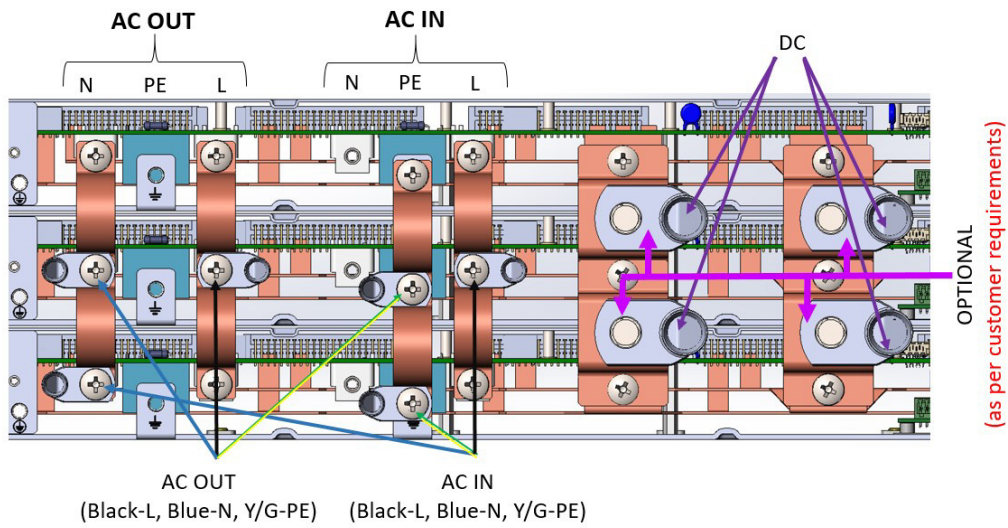 AC OUT
AC IN
N PE L
N PE L
DC
OPTIONAL
(as per customer requirements)
AC OUT
(Black-L, Blue-N, Y/G-PE)
AC IN
(Black-L, Blue-N, Y/G-PE)